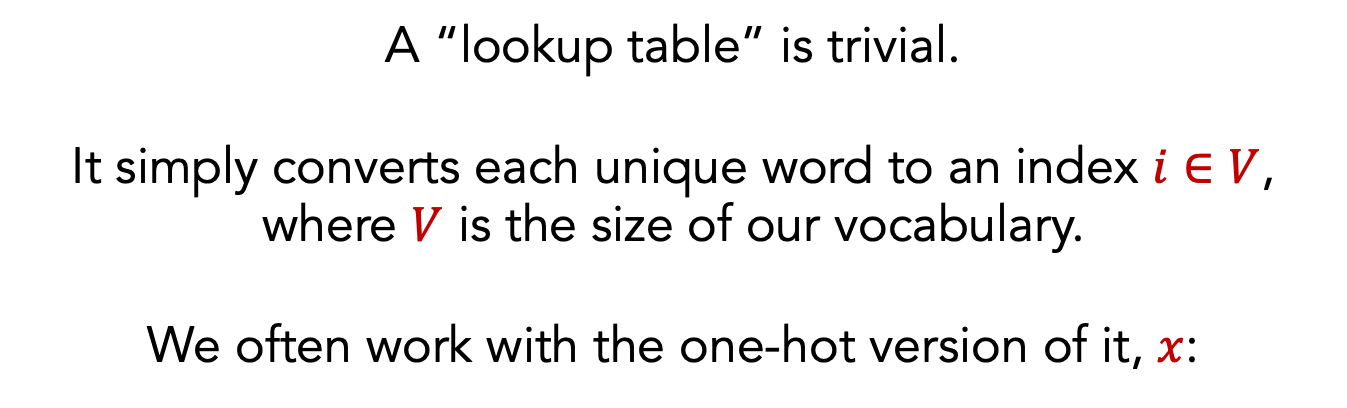 A “lookup table” is trivial.
It simply converts each unique word to an index i ∈ V,
where V is the size of our vocabulary.
We often work with the one-hot version of it, x: